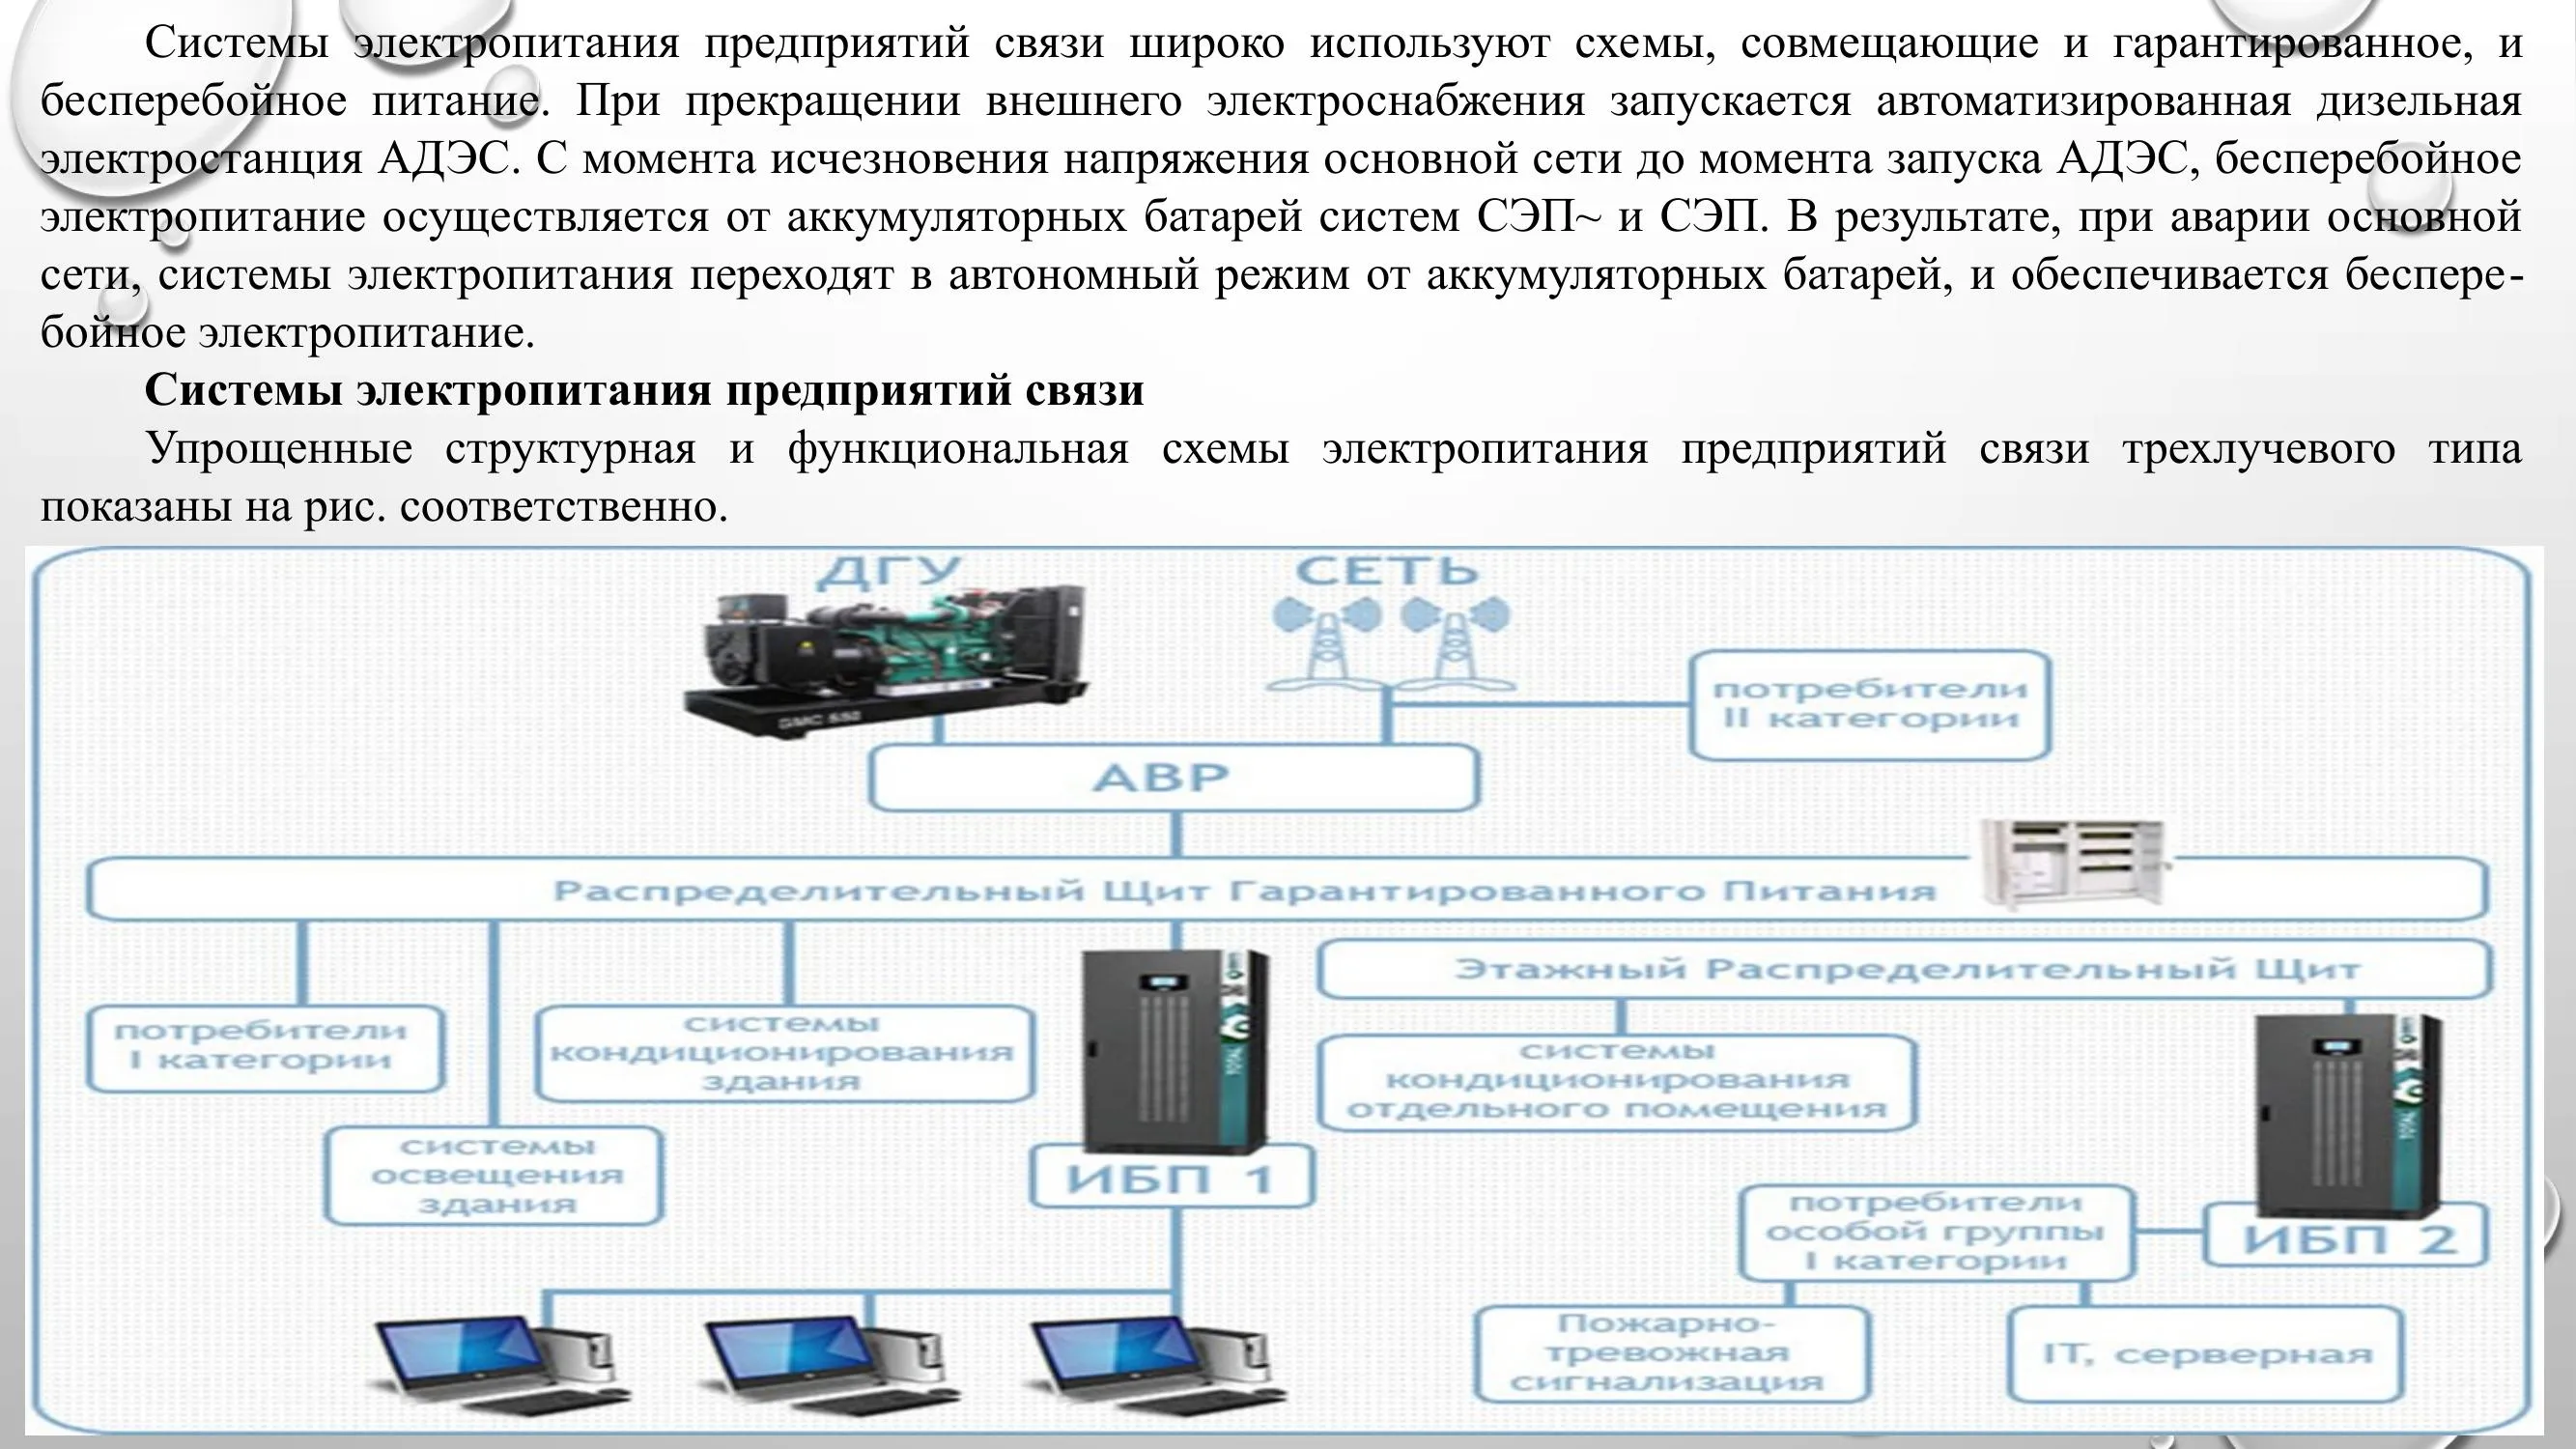 Системы электропитания предприятий связи широко используют схемы, совмещающие и гарантированное, и
бесперебойное питание. При прекращении внешнего электроснабжения запускается автоматизированная дизельная
электростанция АДЭС. С момента исчезновения напряжения основной сети до момента запуска АДЭС, бесперебойное
электропитание осуществляется от аккумуляторных батарей систем СЭП~ и СЭП. В результате, при аварии основной
сети, системы электропитания переходят в автономный режим от аккумуляторных батарей, и обеспечивается беспере-
бойное электропитание.
Системы электропитания предприятий связи
Упрощенные структурная и функциональная схемы электропитания предприятий связи трехлучевого типа
показаны на рис. соответственно.
ДГУ
СЕТЬ
GMC 550
потребители
II категории
АВР
Распределительный Щит Гарантированного Питания
Этажный Распределительный Щит
потребители
I категории
системы
кондиционирования
здания
системы
кондиционирования
отдельного помещения
системы
освещения
здания
ИБП 1
потребители
особой группы
I категории
ИБП 2
Пожарно-
тревожная
сигнализация
IT, серверная